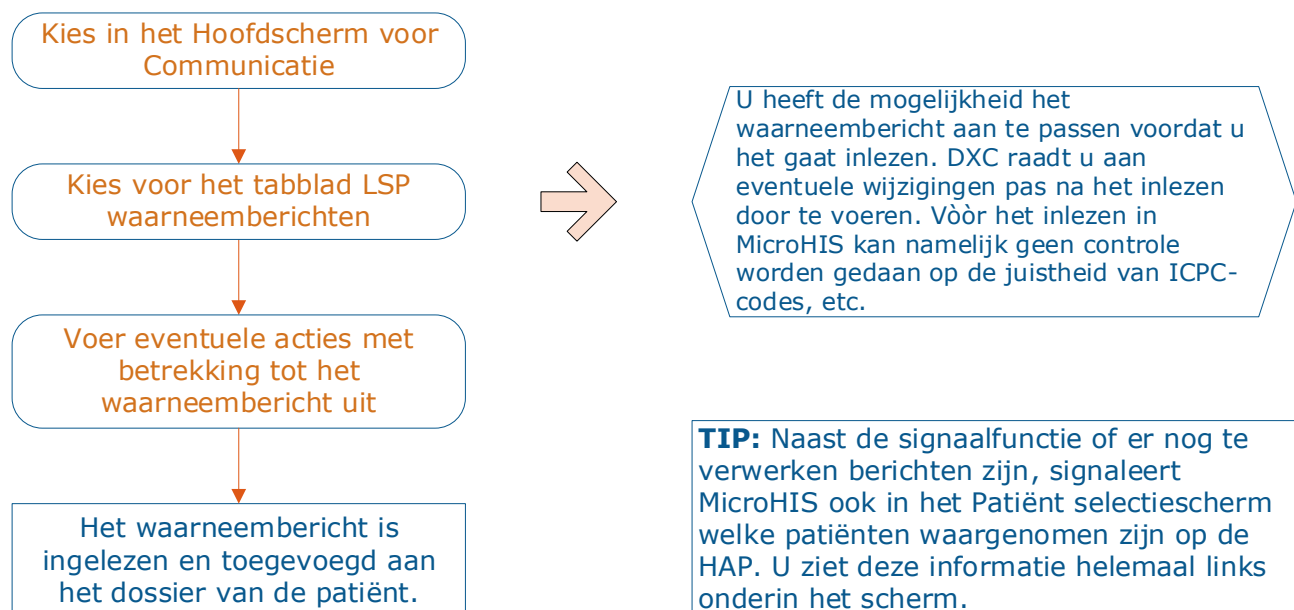 Kies in het Hoofdscherm voor
Communicatie
Kies voor het tabblad LSP
waarneemberichten
Voer eventuele acties met
betrekking tot het
waarneembericht uit
Het waarneembericht is
ingelezen en toegevoegd aan
het dossier van de patiënt.
U heeft de mogelijkheid het
waarneembericht aan te passen voordat u
het gaat inlezen. DXC raadt u aan
eventuele wijzigingen pas na het inlezen
door te voeren. Vòòr het inlezen in
MicroHIS kan namelijk geen controle
worden gedaan op de juistheid van ICPC-
codes, etc.
TIP: Naast de signaalfunctie of er nog te
verwerken berichten zijn, signaleert
MicroHIS ook in het Patiënt selectiescherm
welke patiënten waargenomen zijn op de
HAP. U ziet deze informatie helemaal links
onderin het scherm.